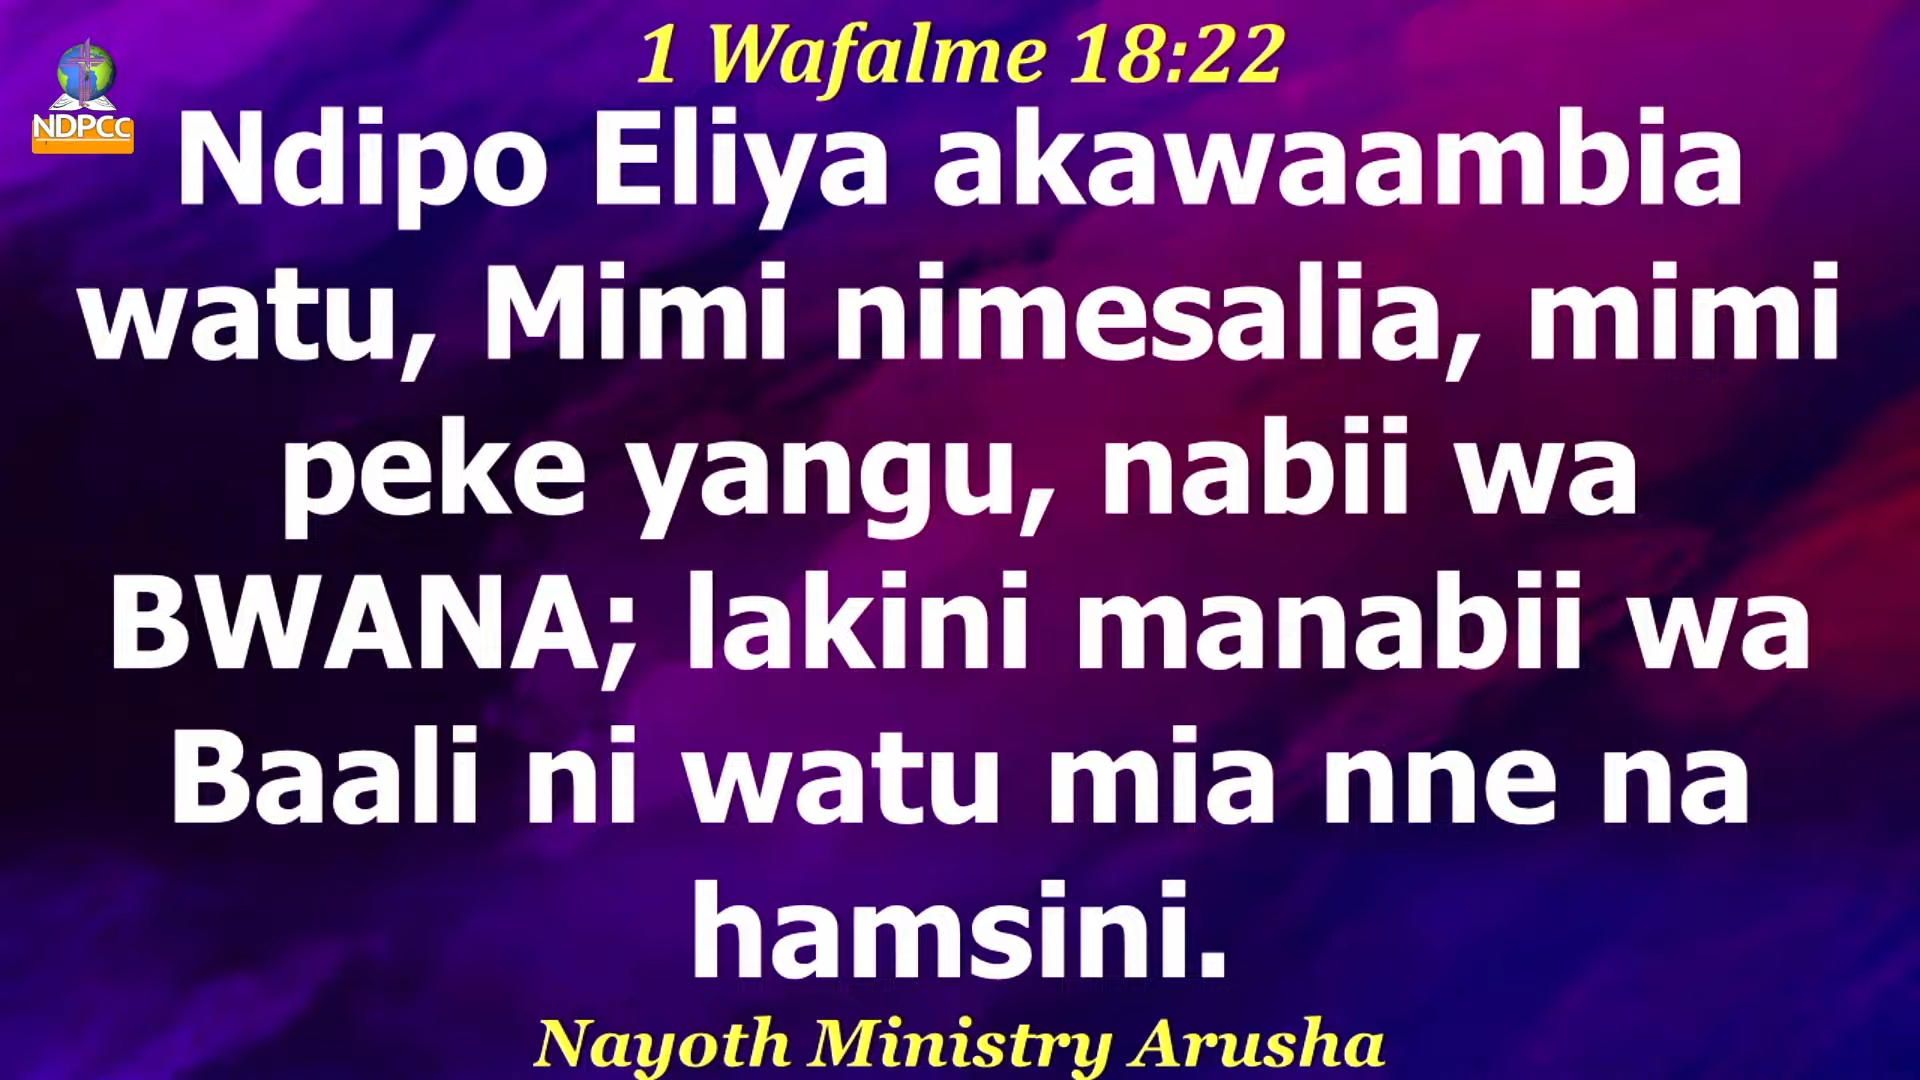 1 Wafalme 18:22
NDPCC
Ndipo Eliya akawaambia
watu, Mimi nimesalia, mimi
peke yangu, nabii wa
BWANA; lakini manabii wa
Baali ni watu mia nne na
hamsini.
Nayoth Ministry Arusha